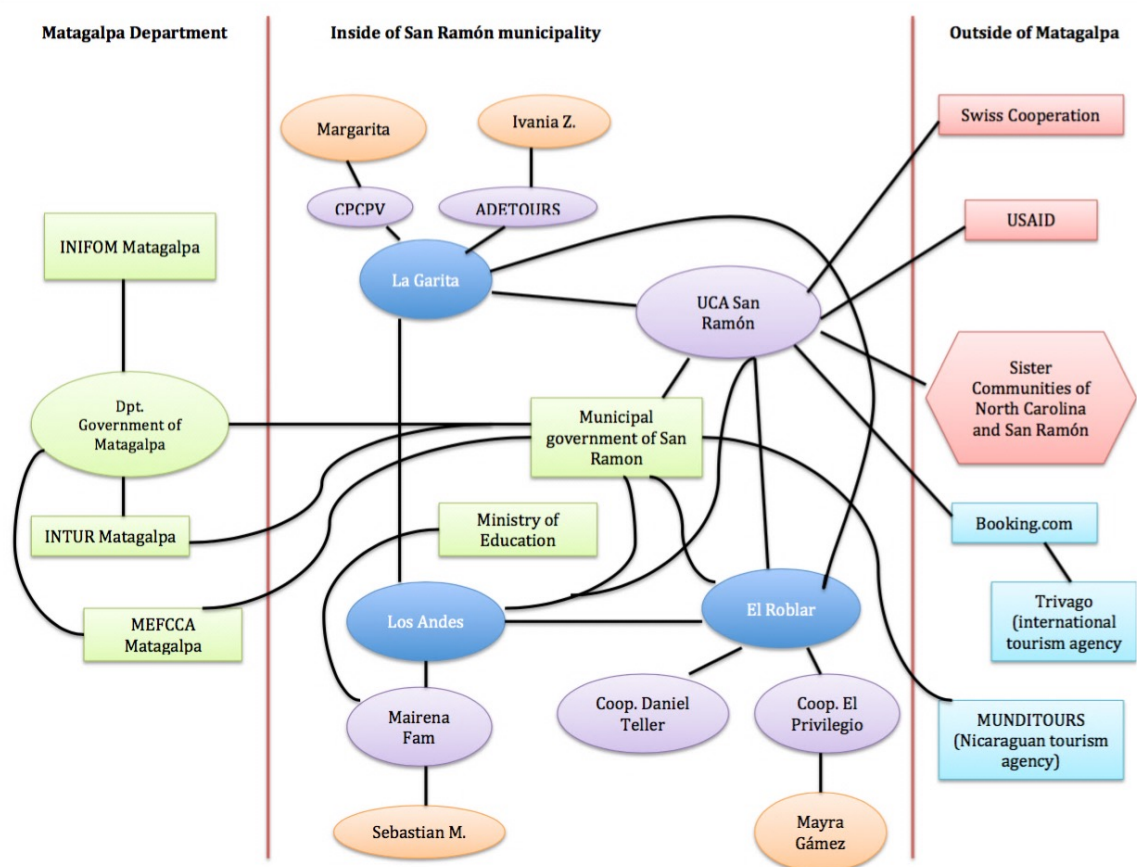 Matagalpa Department
Inside of San Ramón municipality
Outside of Matagalpa
Margarita
Ivania Z.
Swiss Cooperation
CPCPV
ADETOURS
USAID
INIFOM Matagalpa
La Garita
UCA San
Ramón
Sister
Communities of
North Carolina
and San Ramón
Dpt.
Government of
Matagalpa
Municipal
government of San
Ramon
INTUR Matagalpa
Ministry of
Education
Booking.com
MEFCCA
Matagalpa
Los Andes
El Roblar
Trivago
(international
tourism agency
Mairena
Fam
Coop. Daniel
Teller
Coop. El
Privilegio
MUNDITOURS
(Nicaraguan tourism
agency)
Sebastian M.
Mayra
Gámez